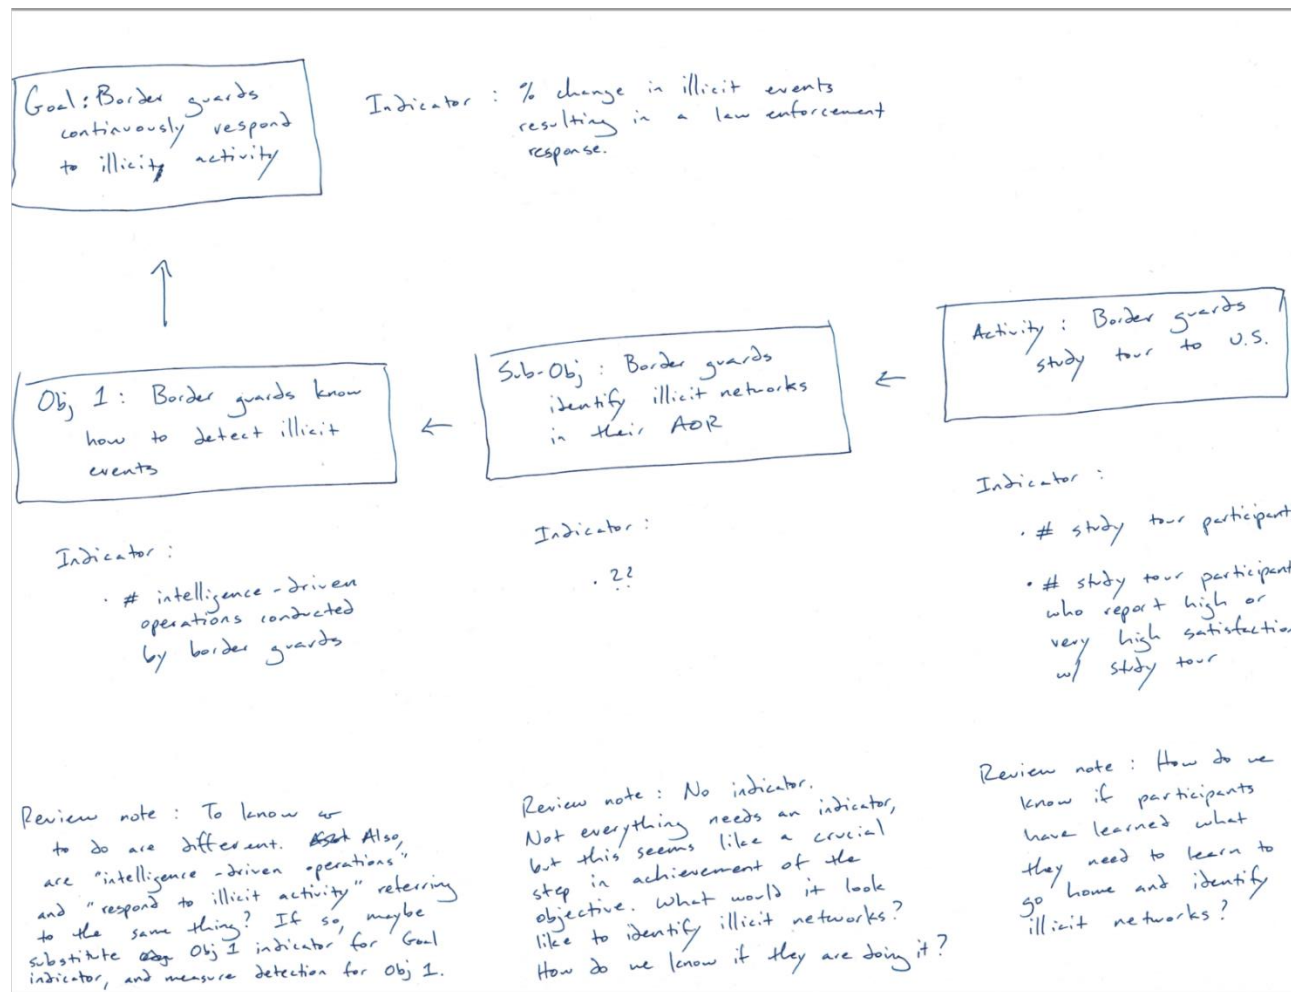 Goal: Border guards
continuously respond
to illicity activity
Indicator : % change in illicit events
resulting in a law enforcement
response.
↑
Obj 1 : Border guards know
how to detect illicit
events
←
Sub-Obj : Border guards
identify illicit networks
in their AOR
←
Activity : Border guards
study tour to U.S.
Indicator :
· # intelligence-driven
operations conducted
by border guards
Indicator :
· ??
Indicator :
· # study tour participant
· # study tour participant
who report high or
very high satisfaction
w/ study tour
Review note : To know or
to do are different. Also,
are "intelligence-driven operations"
and "respond to illicit activity" referring
to the same thing? If so, maybe
substitute Obj 1 indicator for Goal
indicator, and measure detection for Obj 1.
Review note : No indicator.
Not everything needs an indicator,
but this seems like a crucial
step in achievement of the
objective. What would it look
like to identify illicit networks?
How do we know if they are doing it?
Review note : How do we
know if participants
have learned what
they need to learn to
go home and identify
illicit networks?